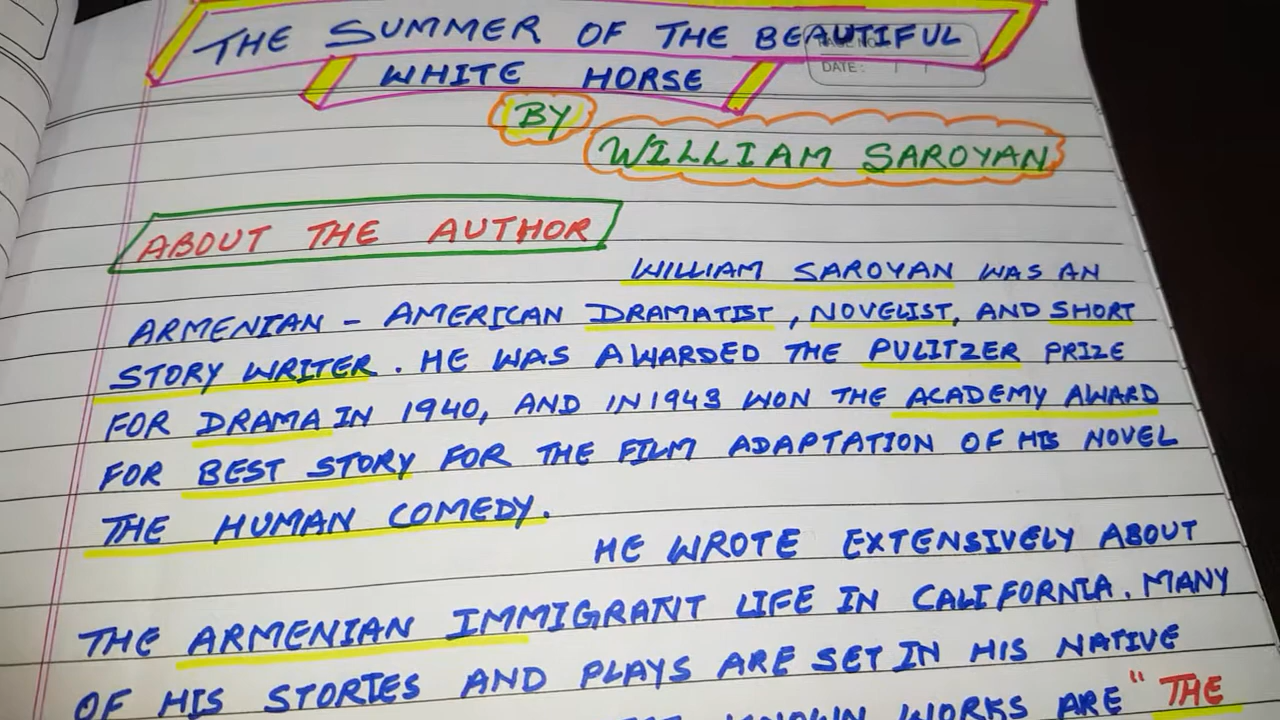 THE SUMMER OF THE BEAUTIFUL
WHITE HORSE
DATE:
BY
WILLIAM SAROYAN
ABOUT THE AUTHOR
WILLIAM SAROYAN WAS AN
ARMENIAN - AMERICAN DRAMATIST, NOVELIST, AND SHORT
STORY WRITER. HE WAS AWARDED THE PULITZER PRIZE
FOR DRAMA IN 1940, AND IN 1943 WON THE ACADEMY AWARD
FOR BEST STORY FOR THE FILM ADAPTATION OF HIS NOVEL
THE HUMAN COMEDY.
HE WROTE EXTENSIVELY ABOUT
THE ARMENIAN IMMIGRANT LIFE IN CALIFORNIA. MANY
OF HIS STORIES AND PLAYS ARE SET IN HIS NATIVE
KNOWN WORKS ARE "THE